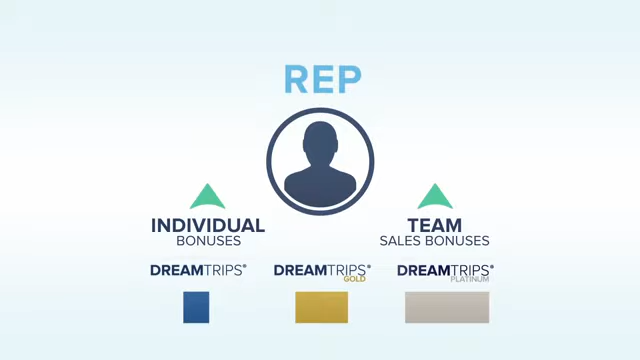 REP
INDIVIDUAL
BONUSES
TEAM
SALES BONUSES
DREAMTRIPS®
DREAMTRIPS®
GOLD
DREAMTRIPS®
PLATINUM